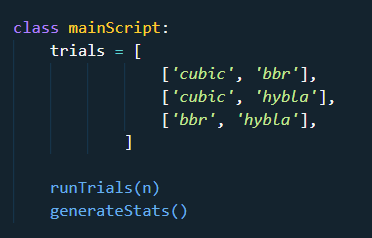 class mainScript:
    trials = [
                ['cubic', 'bbr'],
                ['cubic', 'hybla'],
                ['bbr', 'hybla'],
            ]
    runTrials(n)
    generateStats()